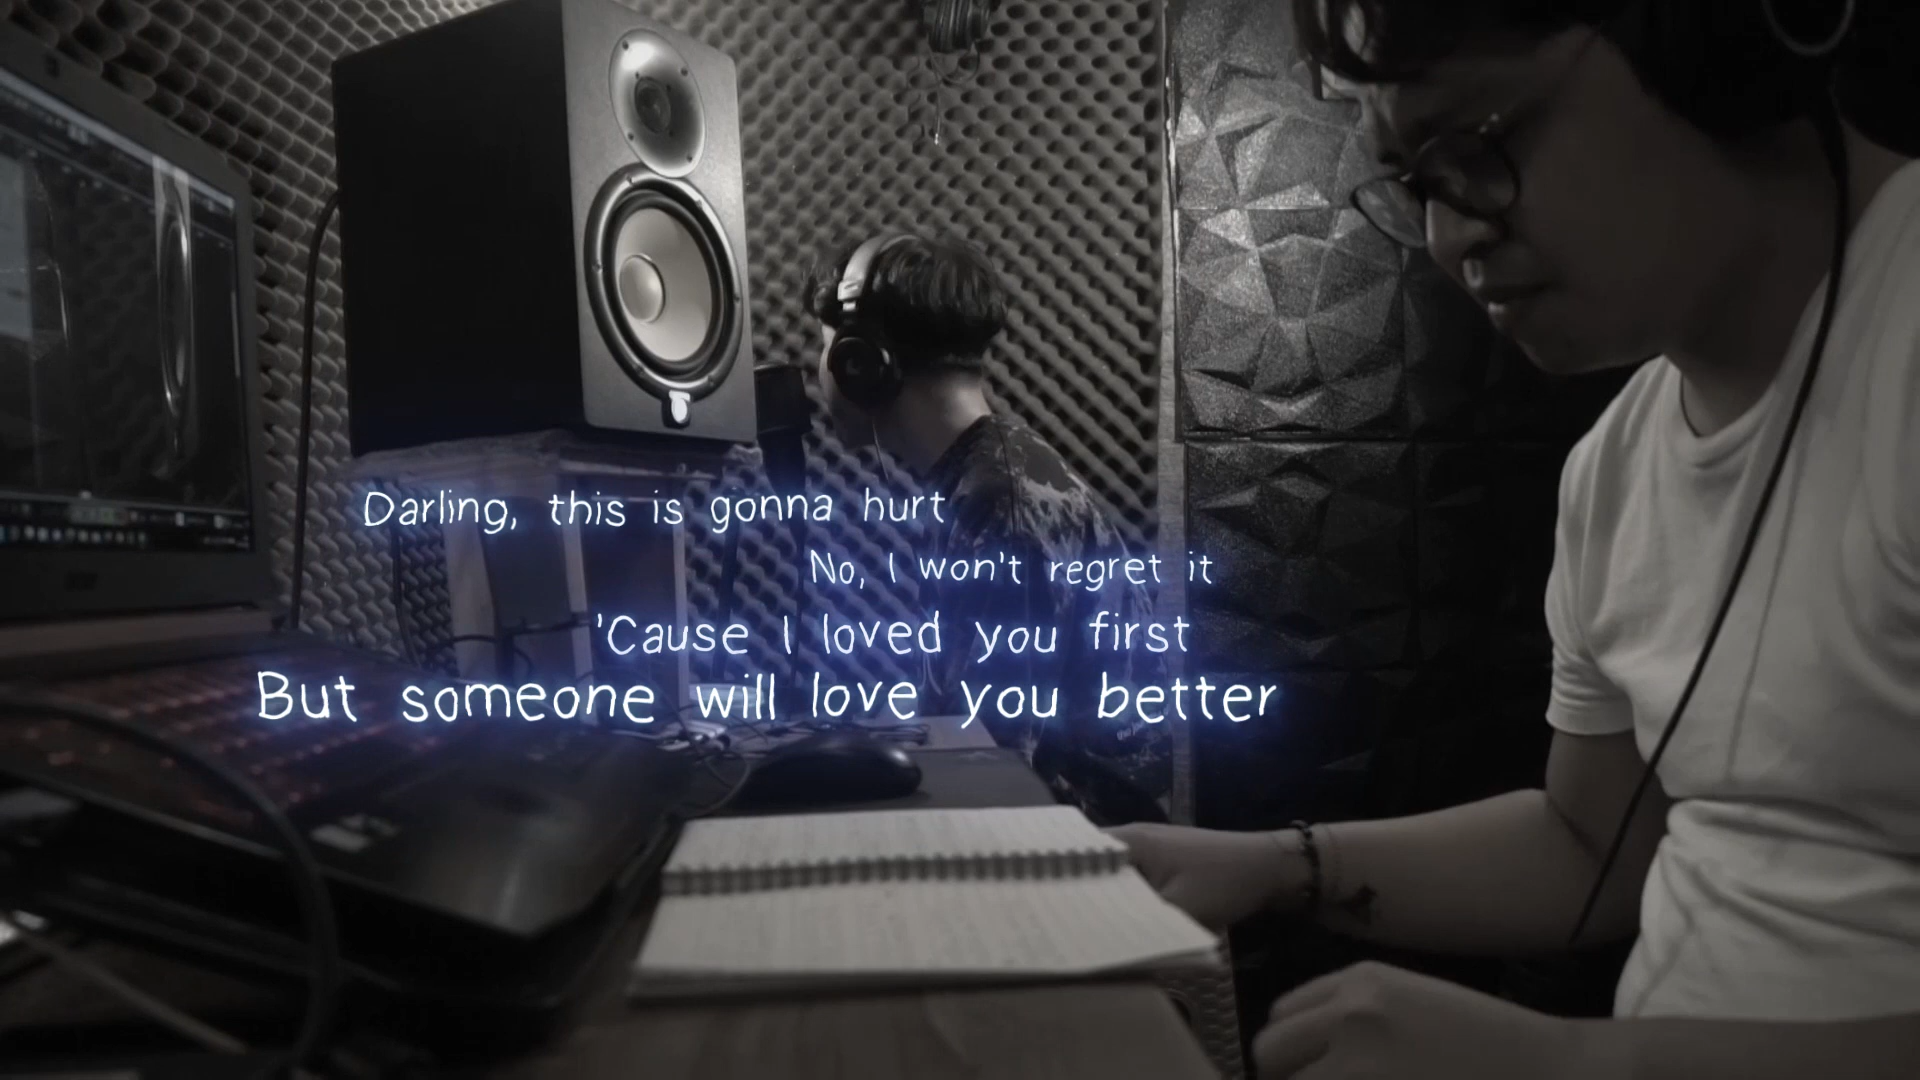 Darling, this is gonna hurt
No, I won't regret it
'Cause I loved you first
But someone will love you better